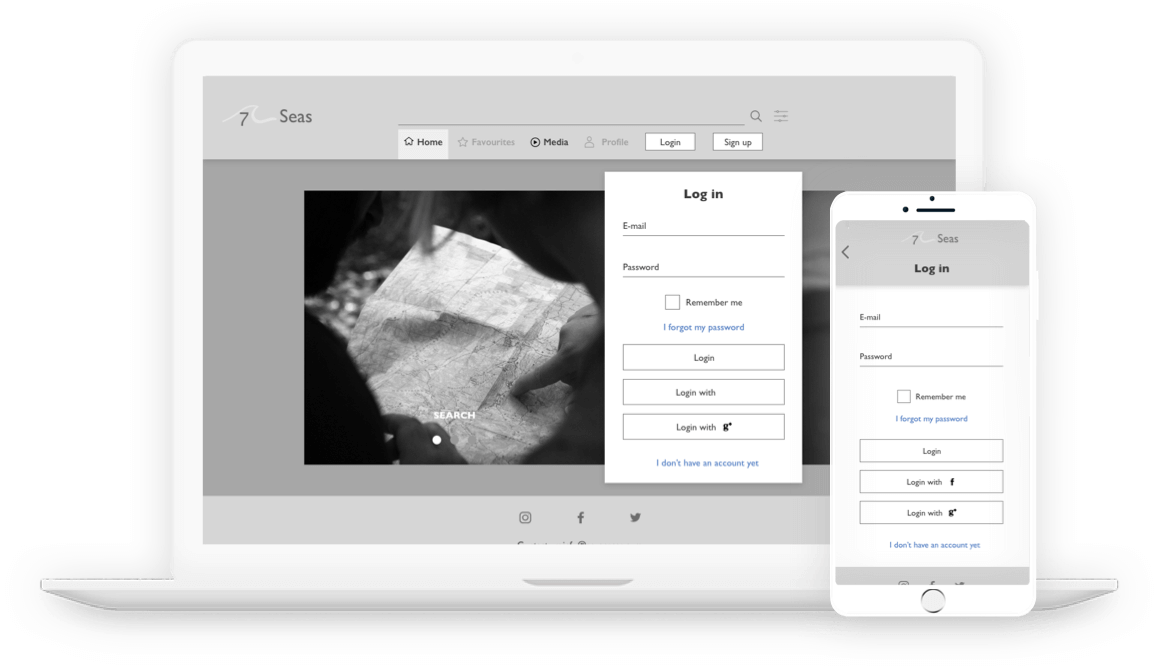 7 Seas
Home Favourites Media Profile Login Sign up
Log in
E-mail
Password
Remember me
I forgot my password
Login
Login with
Login with g+
I don't have an account yet
SEARCH
7 Seas
Log in
E-mail
Password
Remember me
I forgot my password
Login
Login with f
Login with g+
I don't have an account yet